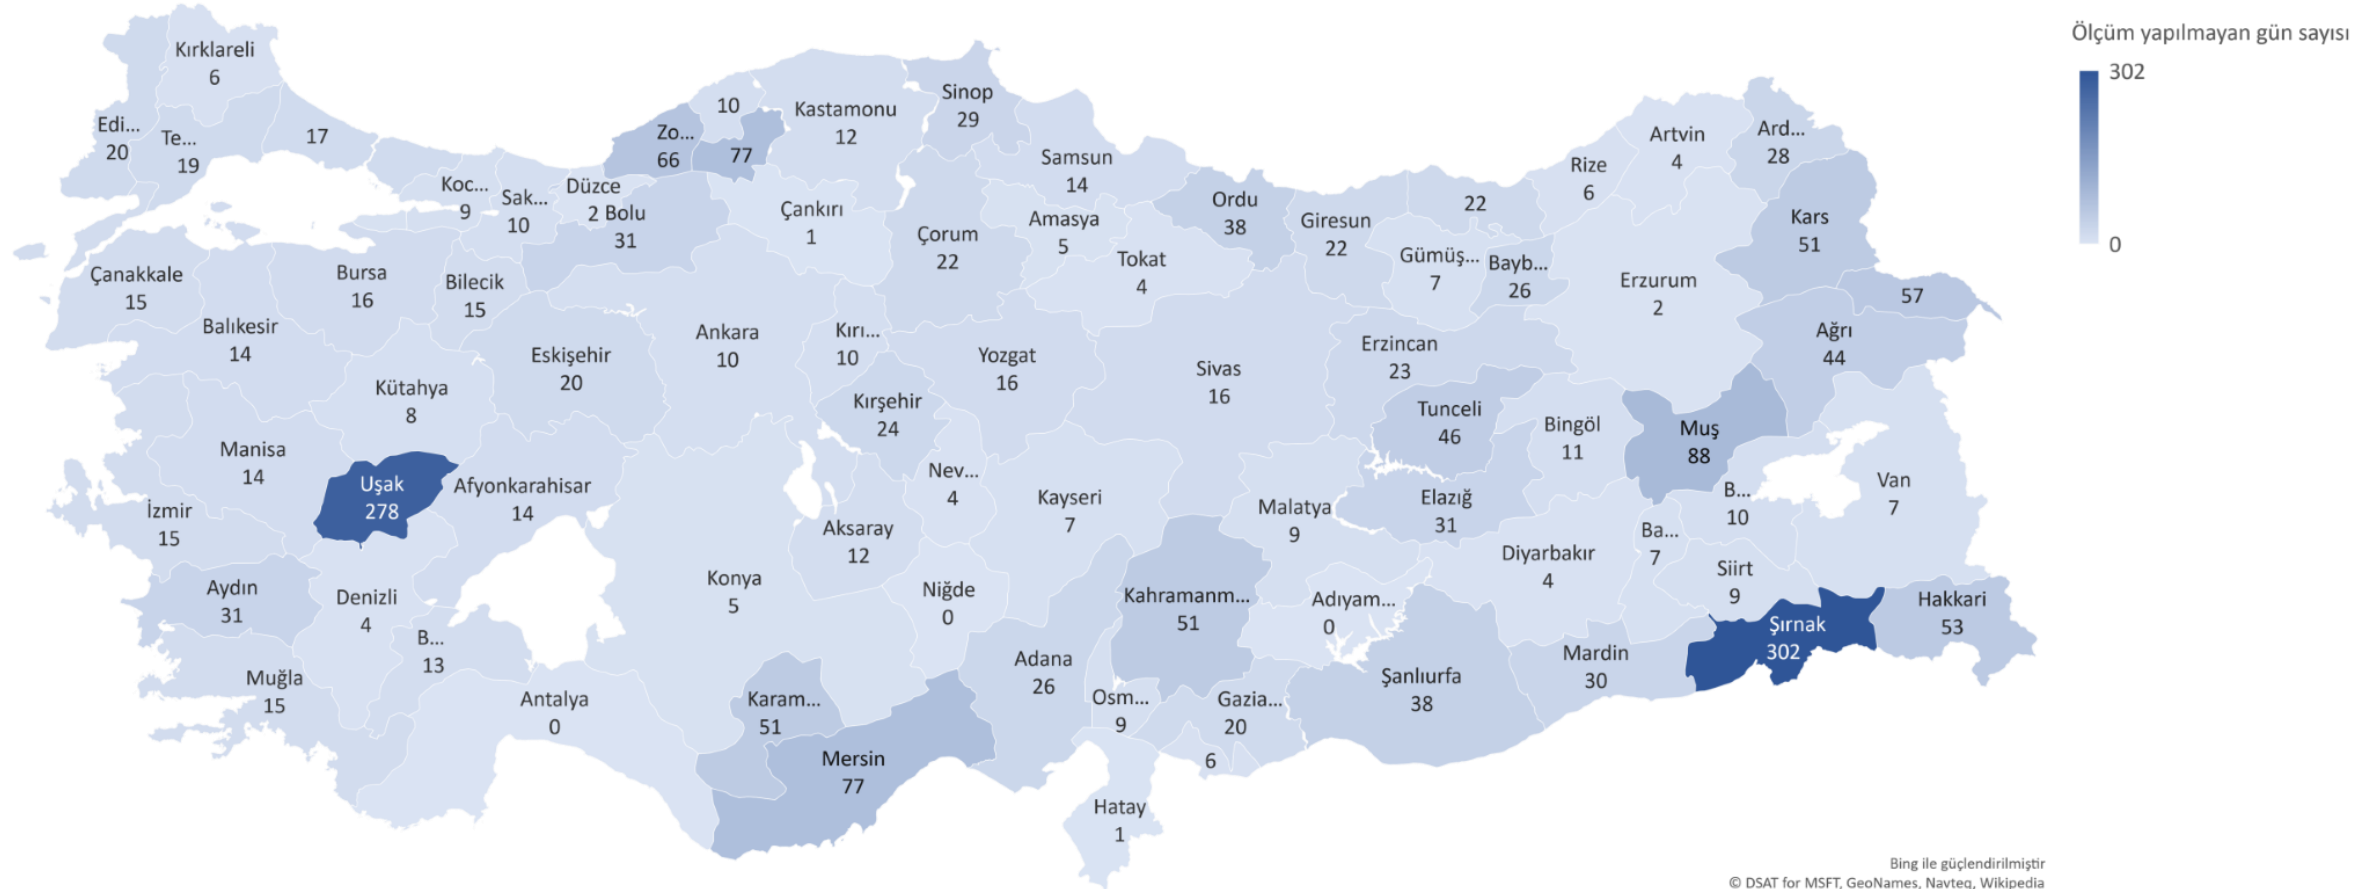 Ölçüm yapılmayan gün sayısı
302
0
Kırklareli
6
Edi...
20
Te...
19
17
Koc...
9
Sak...
10
Düzce
2
Bolu
31
Zo...
66
10
77
Kastamonu
12
Sinop
29
Çankırı
1
Samsun
14
Amasya
5
Çorum
22
Tokat
4
Ordu
38
Giresun
22
22
Gümüş...
7
Bayb...
26
Rize
6
Artvin
4
Ard...
28
Kars
51
57
Erzurum
2
Ağrı
44
Çanakkale
15
Balıkesir
14
Bursa
16
Bilecik
15
Eskişehir
20
Kütahya
8
Ankara
10
Kırı...
10
Kırşehir
24
Yozgat
16
Sivas
16
Erzincan
23
Tunceli
46
Bingöl
11
Muş
88
Manisa
14
Uşak
278
Afyonkarahisar
14
İzmir
15
Aksaray
12
Nev...
4
Kayseri
7
Malatya
9
Elazığ
31
B...
10
Van
7
Ba...
7
Diyarbakır
4
Siirt
9
Aydın
31
Denizli
4
B...
13
Konya
5
Niğde
0
Kahramanm...
51
Adıyam...
0
Şırnak
302
Hakkari
53
Muğla
15
Antalya
0
Karam...
51
Mersin
77
Adana
26
Osm...
9
Gazia...
20
6
Şanlıurfa
38
Mardin
30
Hatay
1
Bing ile güçlendirilmiştir
© DSAT for MSFT, GeoNames, Navteq, Wikipedia